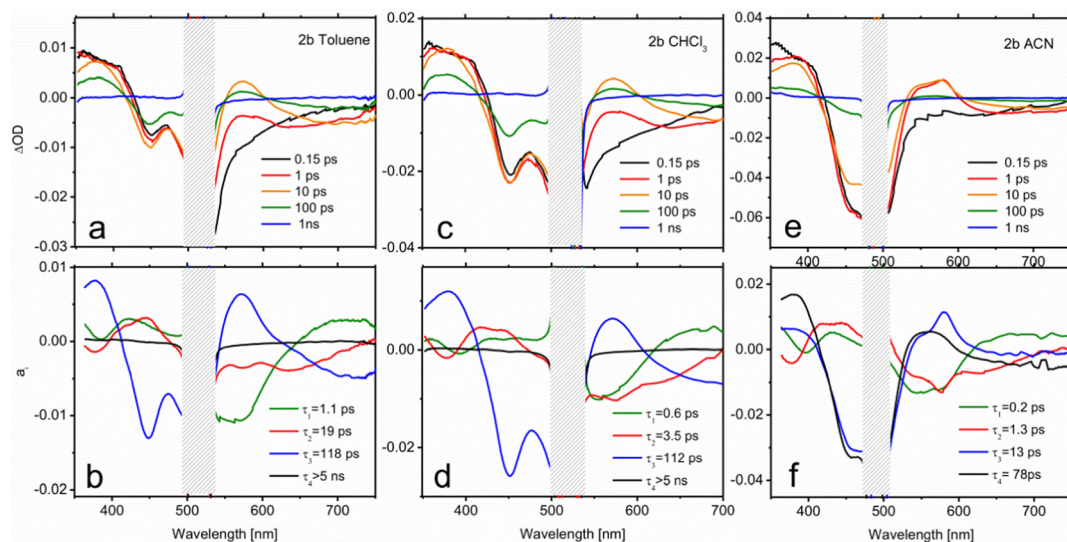 0.01
0.00
-0.01
-0.02
-0.03
ΔOD
2b Toluene
0.15 ps
1 ps
10 ps
100 ps
1ns
a
0.02
0.00
-0.02
-0.04
2b CHCl3
0.15 ps
1 ps
10 ps
100 ps
1 ns
c
0.04
0.02
0.00
-0.02
-0.04
-0.06
2b ACN
0.15 ps
1 ps
10 ps
100 ps
1 ns
e
400 500 600 700
0.01
0.00
-0.01
-0.02
ai
τ1=1.1 ps
τ2=19 ps
τ3=118 ps
τ4>5 ns
b
400 500 600 700
Wavelength [nm]
0.01
0.00
-0.02
τ1=0.6 ps
τ2=3.5 ps
τ3=112 ps
τ4>5 ns
d
400 500 600 700
Wavelength [nm]
0.02
0.00
-0.02
-0.04
τ1=0.2 ps
τ2=1.3 ps
τ3=13 ps
τ4= 78ps
f
400 500 600 700
Wavelength [nm]